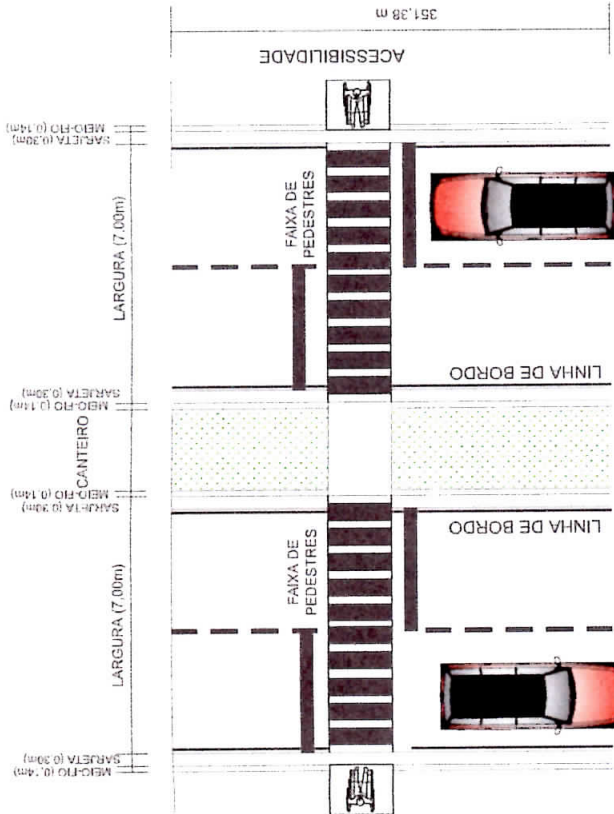 351,38 m
ACESSIBILIDADE
MEIO-FIO (0,14m)
SARJETA (0,30m)
LARGURA (7,00m)
FAIXA DE
PEDESTRES
LINHA DE BORDO
SARJETA (0,30m)
MEIO-FIO (0,14m)
CANTEIRO
MEIO-FIO (0,14m)
SARJETA (0,30m)
LINHA DE BORDO
FAIXA DE
PEDESTRES
LARGURA (7,00m)
SARJETA (0,30m)
MEIO-FIO (0,14m)